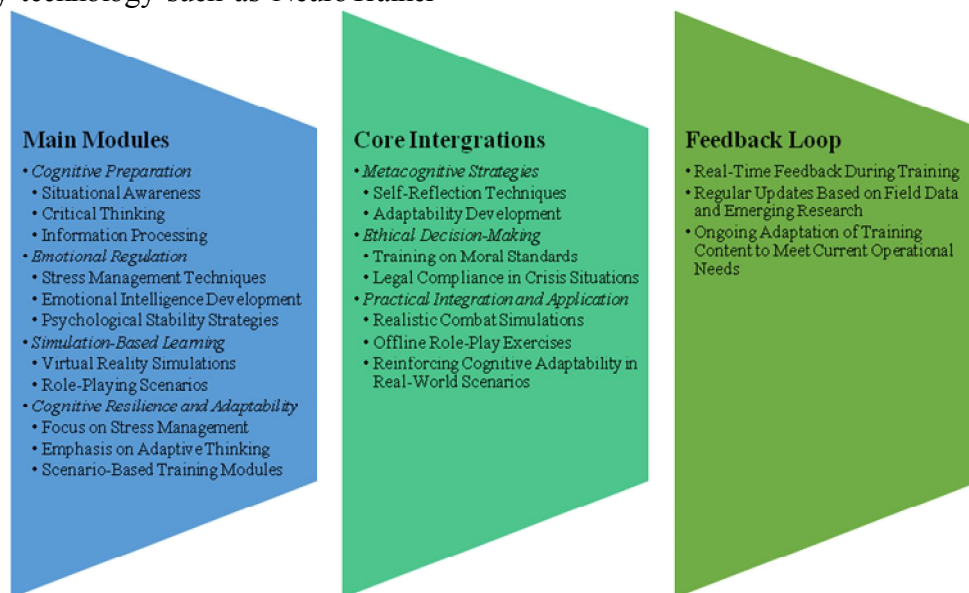 y technology such as NeuroTrainer
Main Modules
• Cognitive Preparation
• Situational Awareness
• Critical Thinking
• Information Processing
• Emotional Regulation
• Stress Management Techniques
• Emotional Intelligence Development
• Psychological Stability Strategies
• Simulation-Based Learning
• Virtual Reality Simulations
• Role-Playing Scenarios
• Cognitive Resilience and Adaptability
• Focus on Stress Management
• Emphasis on Adaptive Thinking
• Scenario-Based Training Modules
Core Intergrations
• Metacognitive Strategies
• Self-Reflection Techniques
• Adaptability Development
• Ethical Decision-Making
• Training on Moral Standards
• Legal Compliance in Crisis Situations
• Practical Integration and Application
• Realistic Combat Simulations
• Offline Role-Play Exercises
• Reinforcing Cognitive Adaptability in
Real-World Scenarios
Feedback Loop
• Real-Time Feedback During Training
• Regular Updates Based on Field Data
and Emerging Research
• Ongoing Adaptation of Training
Content to Meet Current Operational
Needs